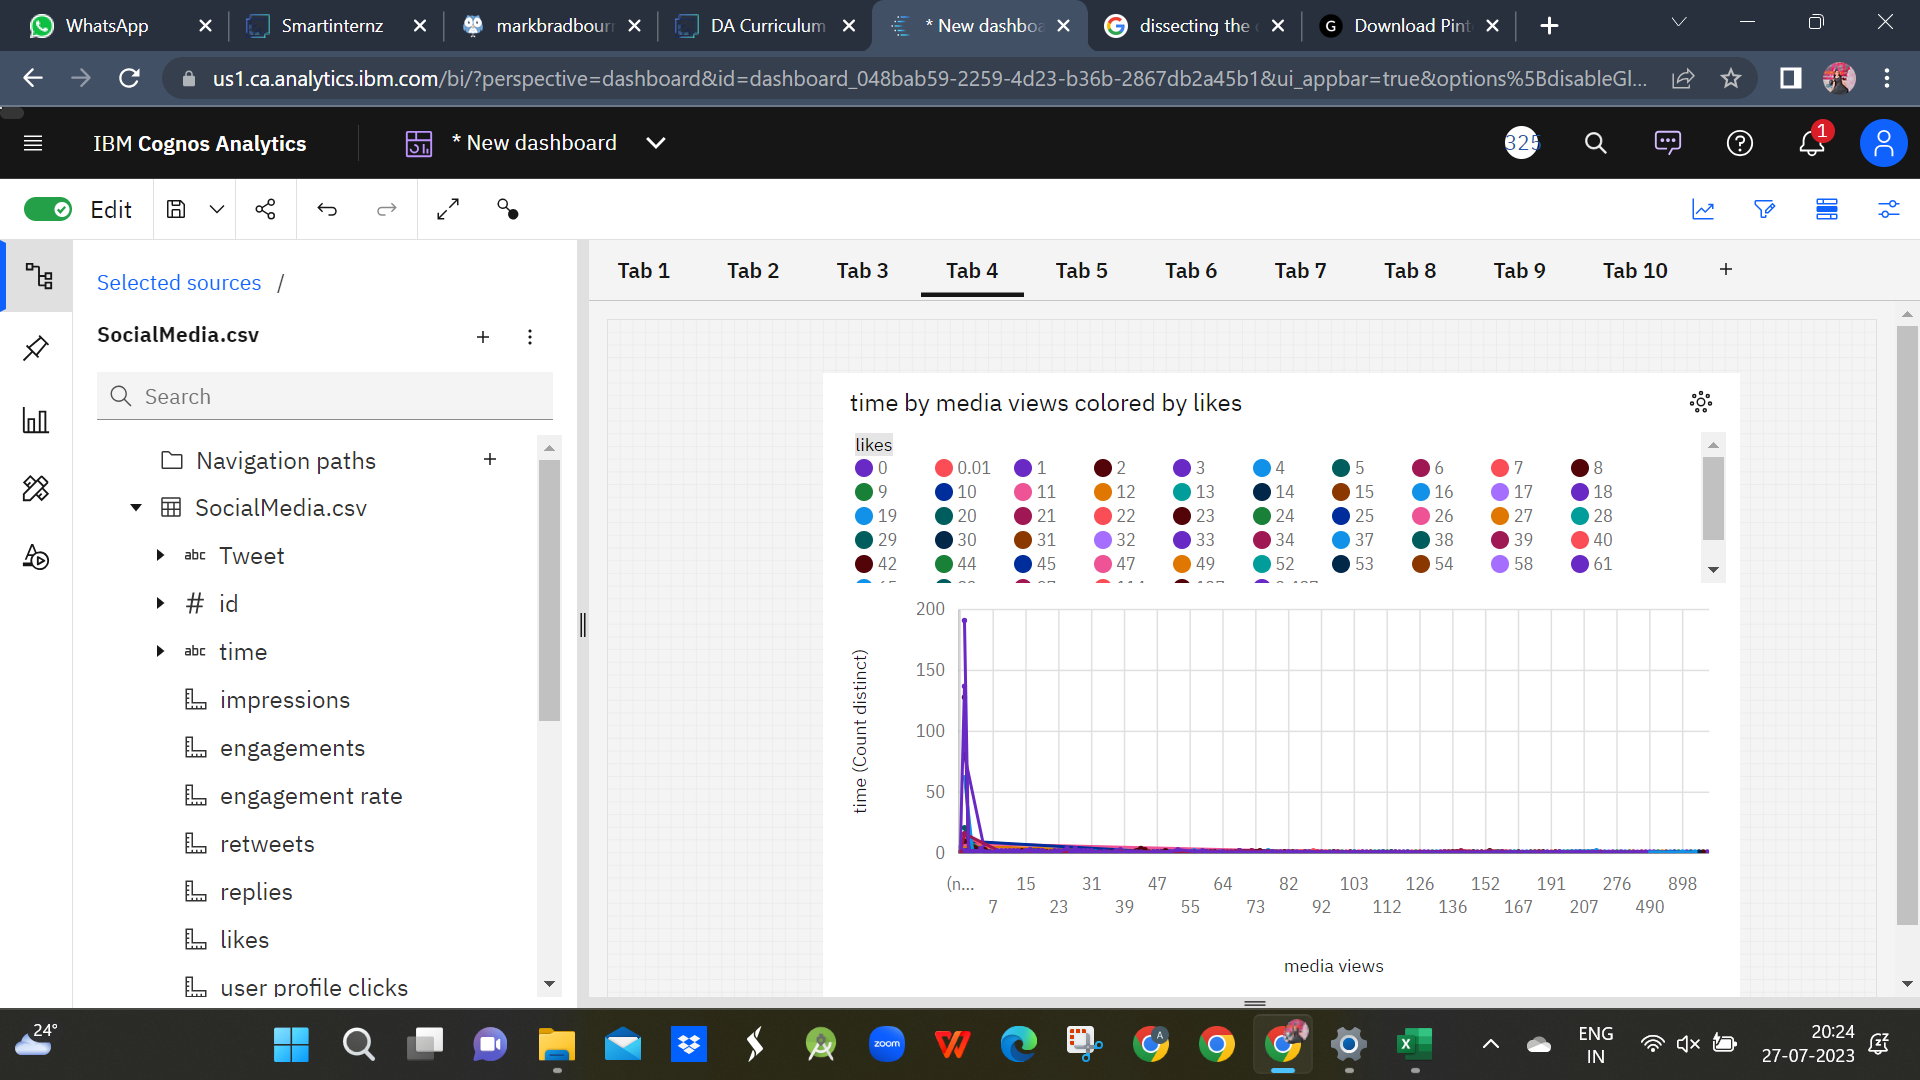 WhatsApp
Smartinternz
markbradbourn
DA Curriculum
* New dashboa
dissecting the
G Download Pint
us1.ca.analytics.ibm.com/bi/?perspective=dashboard&id=dashboard_048bab59-2259-4d23-b36b-2867db2a45b1&ui_appbar=true&options%5BdisableGl...
IBM Cognos Analytics
* New dashboard
325
1
Edit
Tab 1 Tab 2 Tab 3 Tab 4 Tab 5 Tab 6 Tab 7 Tab 8 Tab 9 Tab 10
Selected sources /
SocialMedia.csv
Search
Navigation paths
SocialMedia.csv
abc Tweet
# id
abc time
impressions
engagements
engagement rate
retweets
replies
likes
user profile clicks
time by media views colored by likes
likes
0 0.01 1 2 3 4 5 6 7 8
9 10 11 12 13 14 15 16 17 18
19 20 21 22 23 24 25 26 27 28
29 30 31 32 33 34 37 38 39 40
42 44 45 47 49 52 53 54 58 61
200
150
100
50
0
time (Count distinct)
(n... 15 31 47 64 82 103 126 152 191 276 898
7 23 39 55 73 92 112 136 167 207 490
media views
24°
zoom
A
X
ENG
IN
20:24
27-07-2023